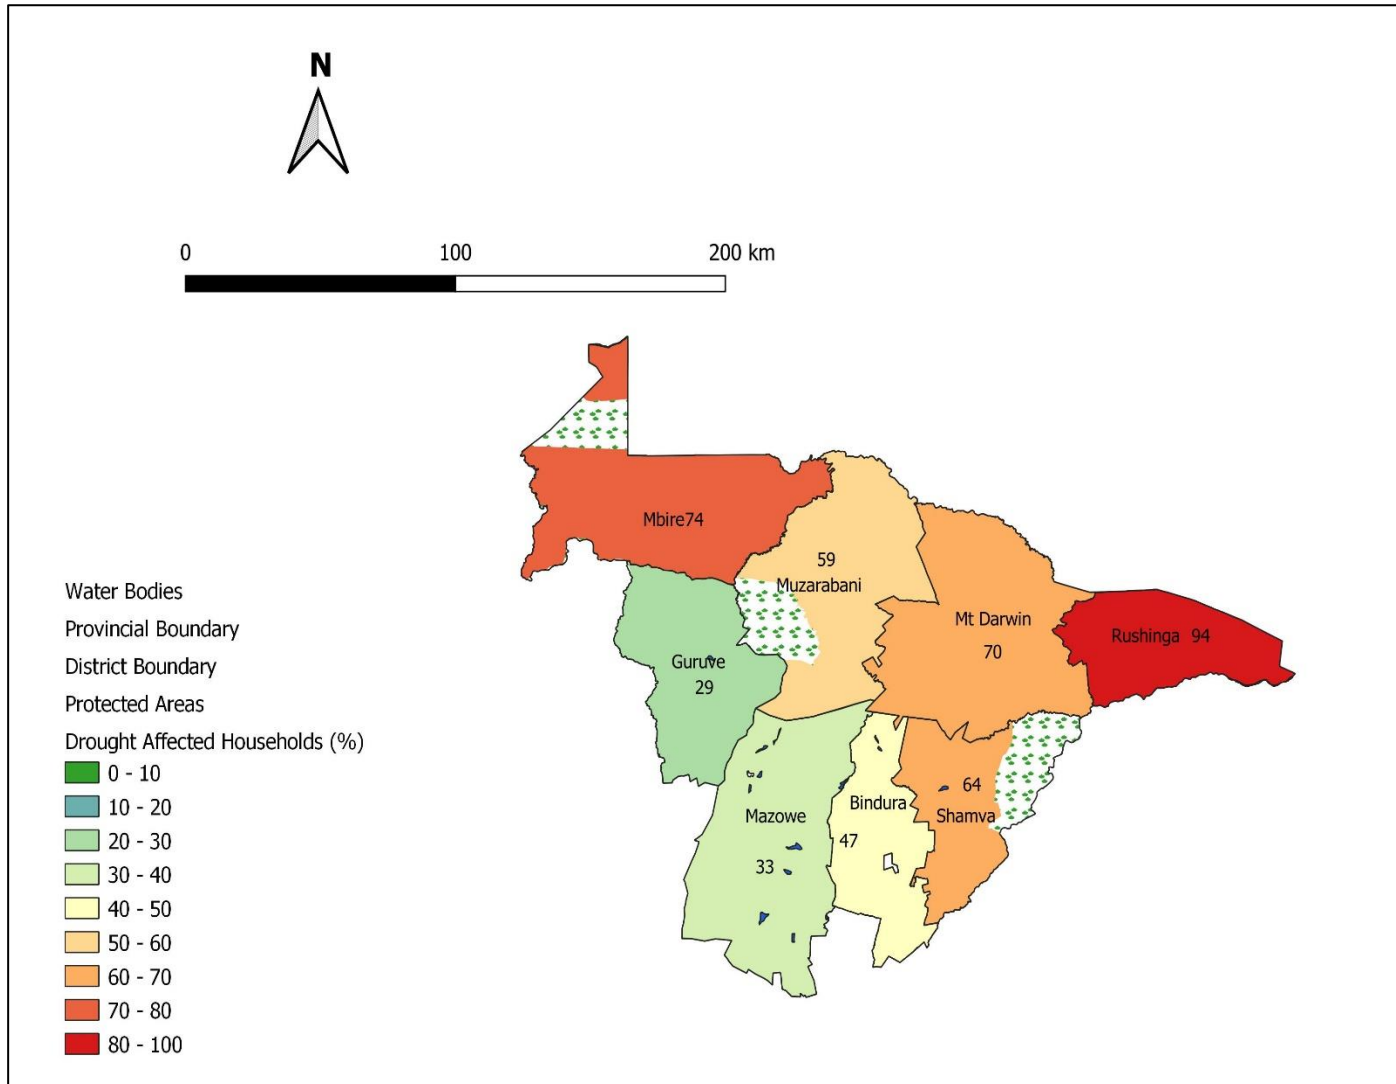 N
0 100 200 km
Mbire74
59
Muzarabani
Mt Darwin
70
Rushinga 94
Guruve
29
64
Shamva
Bindura
47
Mazowe
33
Water Bodies
Provincial Boundary
District Boundary
Protected Areas
Drought Affected Households (%)
0 - 10
10 - 20
20 - 30
30 - 40
40 - 50
50 - 60
60 - 70
70 - 80
80 - 100